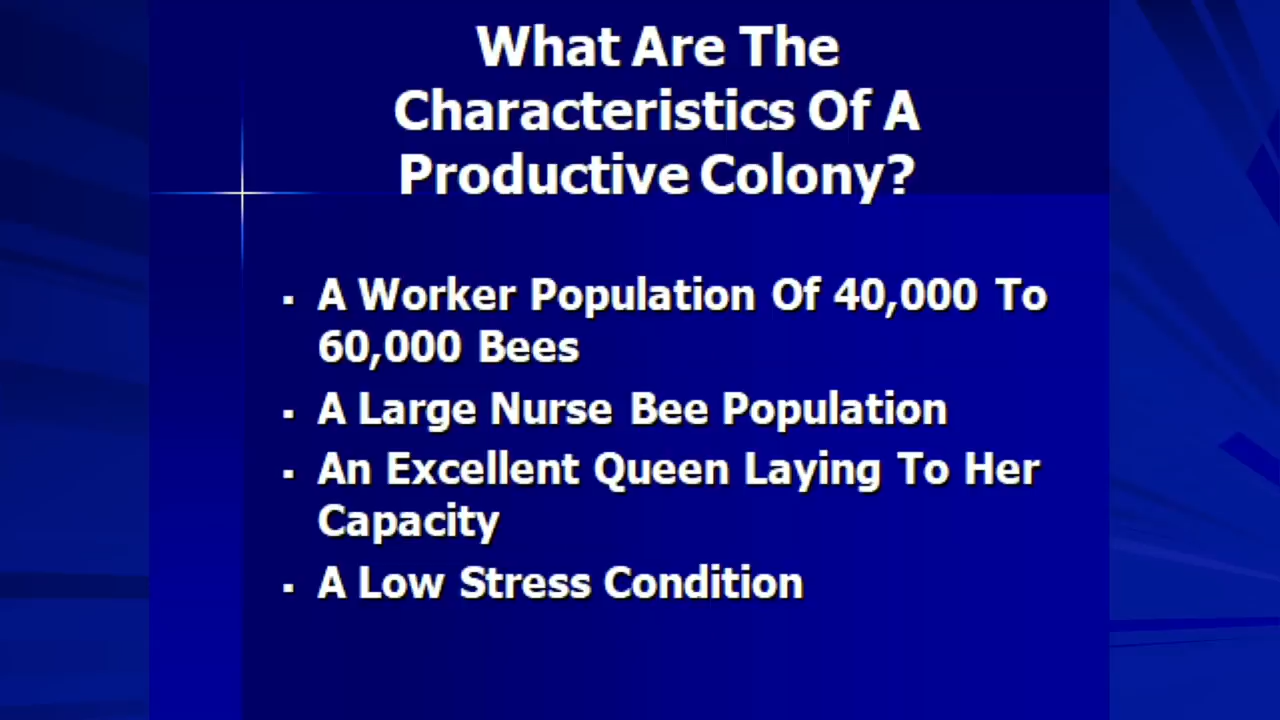 What Are The
Characteristics Of A
Productive Colony?
▪ A Worker Population Of 40,000 To
60,000 Bees
▪ A Large Nurse Bee Population
▪ An Excellent Queen Laying To Her
Capacity
▪ A Low Stress Condition